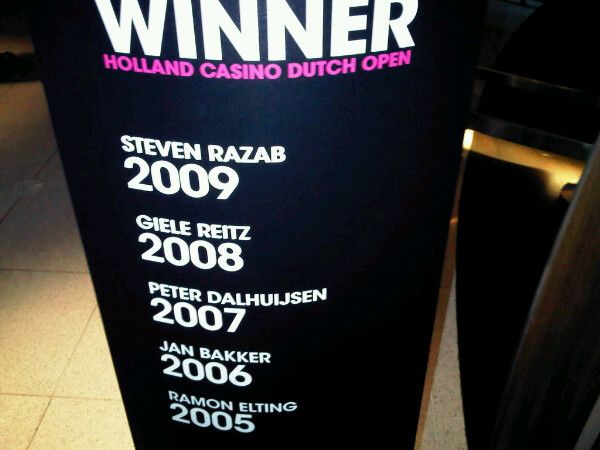 WINNER
HOLLAND CASINO DUTCH OPEN
STEVEN RAZAB
2009
GIELE REITZ
2008
PETER DALHUIJSEN
2007
JAN BAKKER
2006
RAMON ELTING
2005